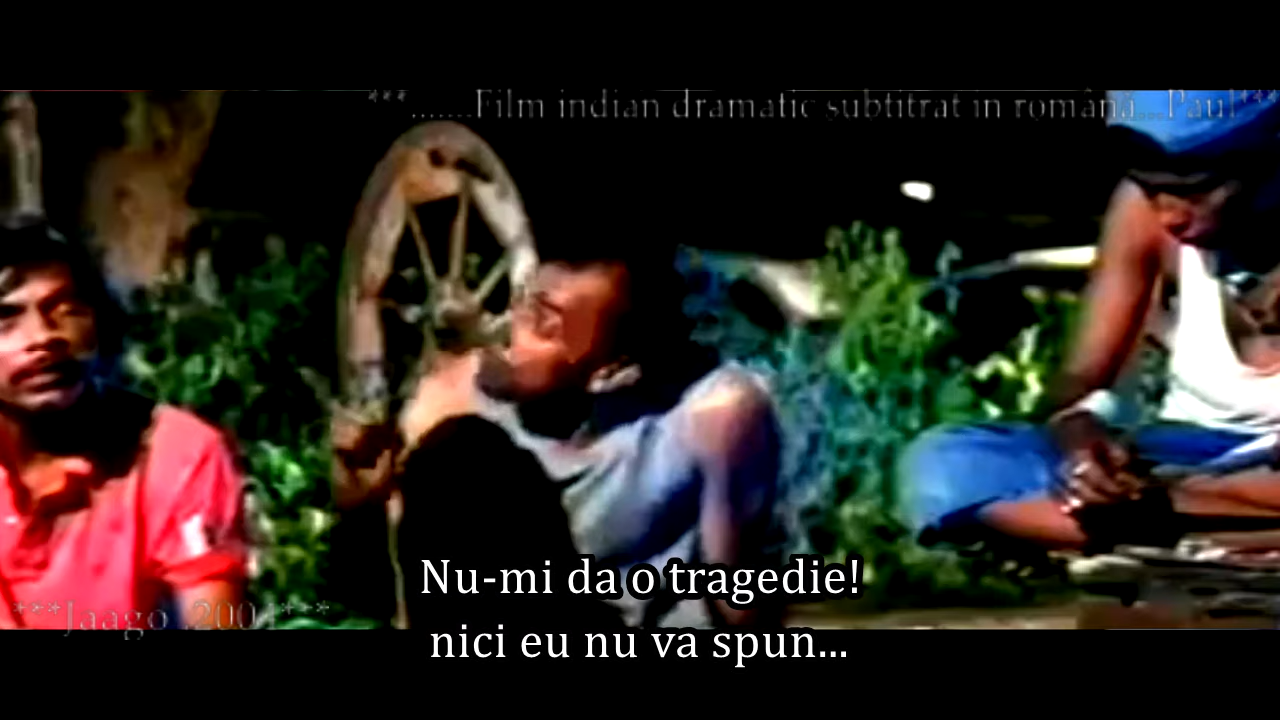 *** .......Film indian dramatic subtitrat in română...Paul***
Nu-mi da o tragedie!
***Jaago .2004***
nici eu nu va spun...